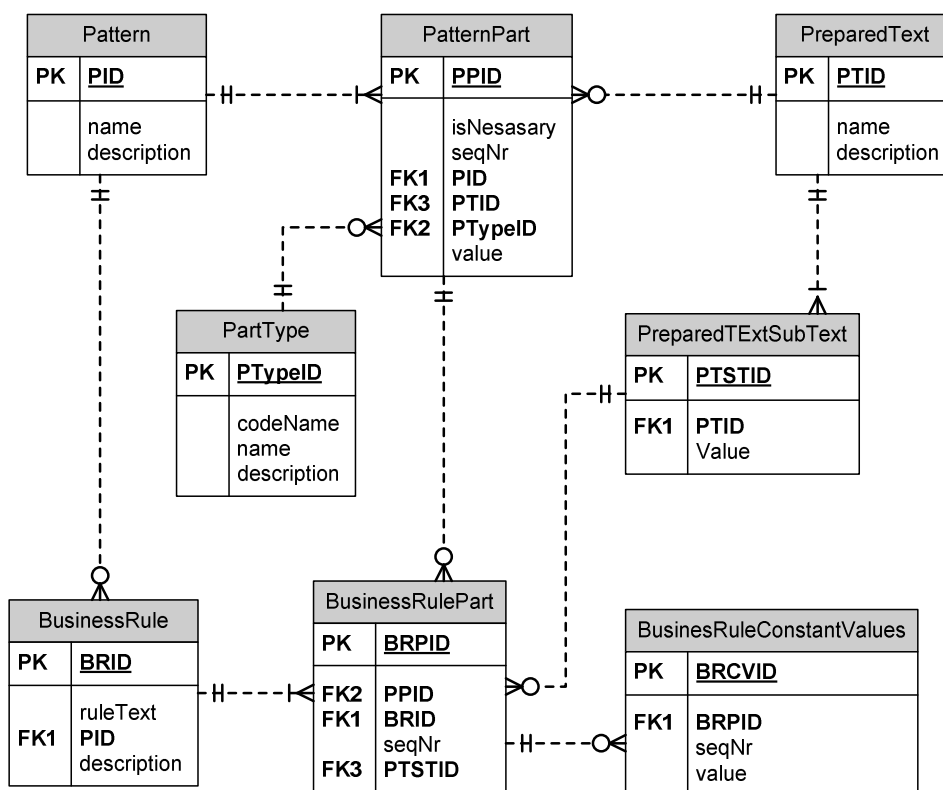 Pattern
PK PID
name
description
PatternPart
PK PPID
isNesasary
seqNr
FK1 PID
FK3 PTID
FK2 PTypeID
value
PreparedText
PK PTID
name
description
PartType
PK PTypeID
codeName
name
description
PreparedTExtSubText
PK PTSTID
FK1 PTID
Value
BusinessRule
PK BRID
ruleText
FK1 PID
description
BusinessRulePart
PK BRPID
FK2 PPID
FK1 BRID
seqNr
FK3 PTSTID
BusinesRuleConstantValues
PK BRCVID
FK1 BRPID
seqNr
value